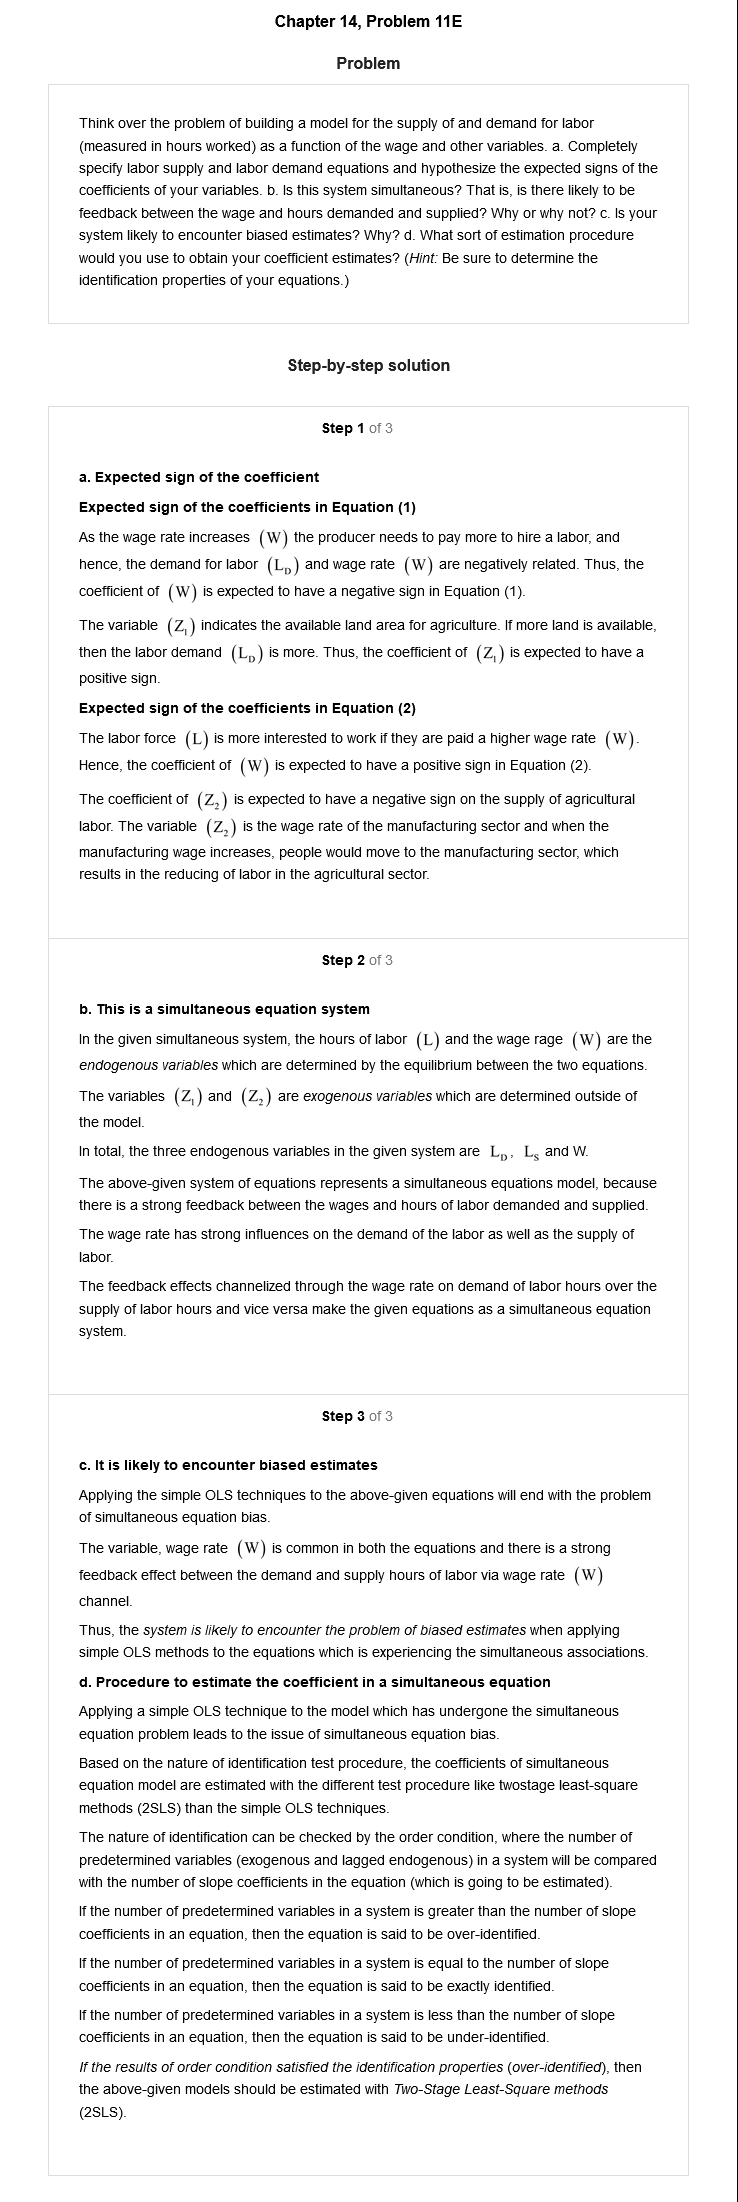 Chapter 14, Problem 11E
Problem
Think over the problem of building a model for the supply of and demand for labor
(measured in hours worked) as a function of the wage and other variables. a. Completely
specify labor supply and labor demand equations and hypothesize the expected signs of the
coefficients of your variables. b. Is this system simultaneous? That is, is there likely to be
feedback between the wage and hours demanded and supplied? Why or why not? c. Is your
system likely to encounter biased estimates? Why? d. What sort of estimation procedure
would you use to obtain your coefficient estimates? (Hint: Be sure to determine the
identification properties of your equations.)
Step-by-step solution
Step 1 of 3
a. Expected sign of the coefficient
Expected sign of the coefficients in Equation (1)
As the wage rate increases (W) the producer needs to pay more to hire a labor, and
hence, the demand for labor (L_D) and wage rate (W) are negatively related. Thus, the
coefficient of (W) is expected to have a negative sign in Equation (1).
The variable (Z₁) indicates the available land area for agriculture. If more land is available,
then the labor demand (L_D) is more. Thus, the coefficient of (Z₁) is expected to have a
positive sign.
Expected sign of the coefficients in Equation (2)
The labor force (L) is more interested to work if they are paid a higher wage rate (W).
Hence, the coefficient of (W) is expected to have a positive sign in Equation (2).
The coefficient of (Z₂) is expected to have a negative sign on the supply of agricultural
labor. The variable (Z₂) is the wage rate of the manufacturing sector and when the
manufacturing wage increases, people would move to the manufacturing sector, which
results in the reducing of labor in the agricultural sector.
Step 2 of 3
b. This is a simultaneous equation system
In the given simultaneous system, the hours of labor (L) and the wage rage (W) are the
endogenous variables which are determined by the equilibrium between the two equations.
The variables (Z₁) and (Z₂) are exogenous variables which are determined outside of
the model.
In total, the three endogenous variables in the given system are L_D, L_S and W.
The above-given system of equations represents a simultaneous equations model, because
there is a strong feedback between the wages and hours of labor demanded and supplied.
The wage rate has strong influences on the demand of the labor as well as the supply of
labor.
The feedback effects channelized through the wage rate on demand of labor hours over the
supply of labor hours and vice versa make the given equations as a simultaneous equation
system.
Step 3 of 3
c. It is likely to encounter biased estimates
Applying the simple OLS techniques to the above-given equations will end with the problem
of simultaneous equation bias.
The variable, wage rate (W) is common in both the equations and there is a strong
feedback effect between the demand and supply hours of labor via wage rate (W)
channel.
Thus, the system is likely to encounter the problem of biased estimates when applying
simple OLS methods to the equations which is experiencing the simultaneous associations.
d. Procedure to estimate the coefficient in a simultaneous equation
Applying a simple OLS technique to the model which has undergone the simultaneous
equation problem leads to the issue of simultaneous equation bias.
Based on the nature of identification test procedure, the coefficients of simultaneous
equation model are estimated with the different test procedure like twostage least-square
methods (2SLS) than the simple OLS techniques.
The nature of identification can be checked by the order condition, where the number of
predetermined variables (exogenous and lagged endogenous) in a system will be compared
with the number of slope coefficients in the equation (which is going to be estimated).
If the number of predetermined variables in a system is greater than the number of slope
coefficients in an equation, then the equation is said to be over-identified.
If the number of predetermined variables in a system is equal to the number of slope
coefficients in an equation, then the equation is said to be exactly identified.
If the number of predetermined variables in a system is less than the number of slope
coefficients in an equation, then the equation is said to be under-identified.
If the results of order condition satisfied the identification properties (over-identified), then
the above-given models should be estimated with Two-Stage Least-Square methods
(2SLS).